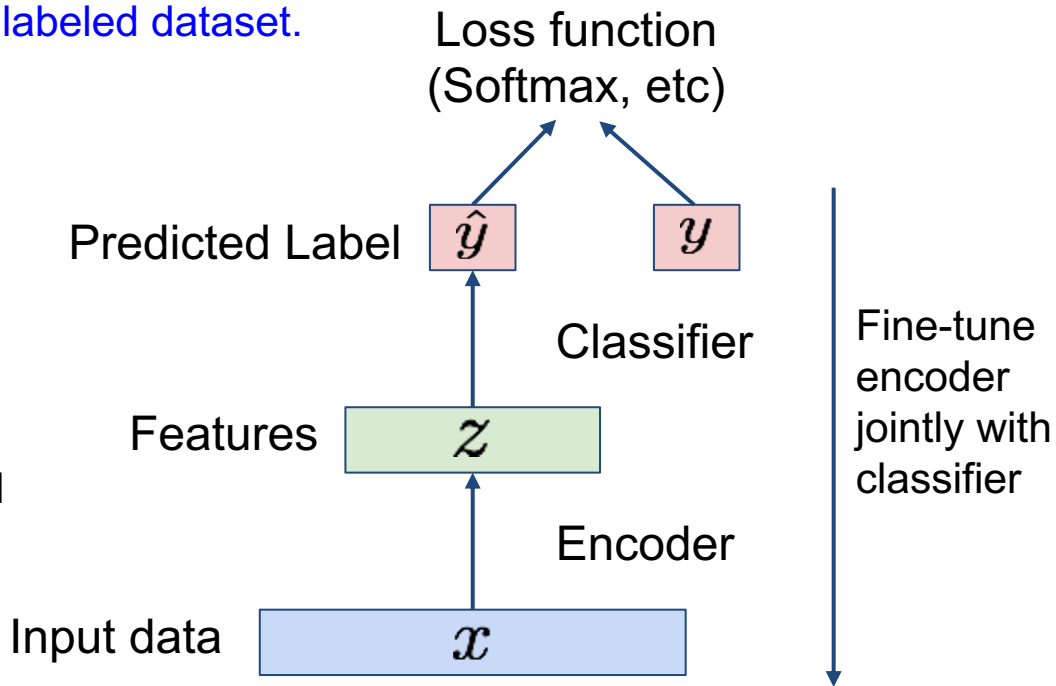 labeled dataset.
Loss function
(Softmax, etc)
Predicted Label
ŷ
y
Classifier
Fine-tune
encoder
jointly with
classifier
Features
z
Encoder
Input data
x